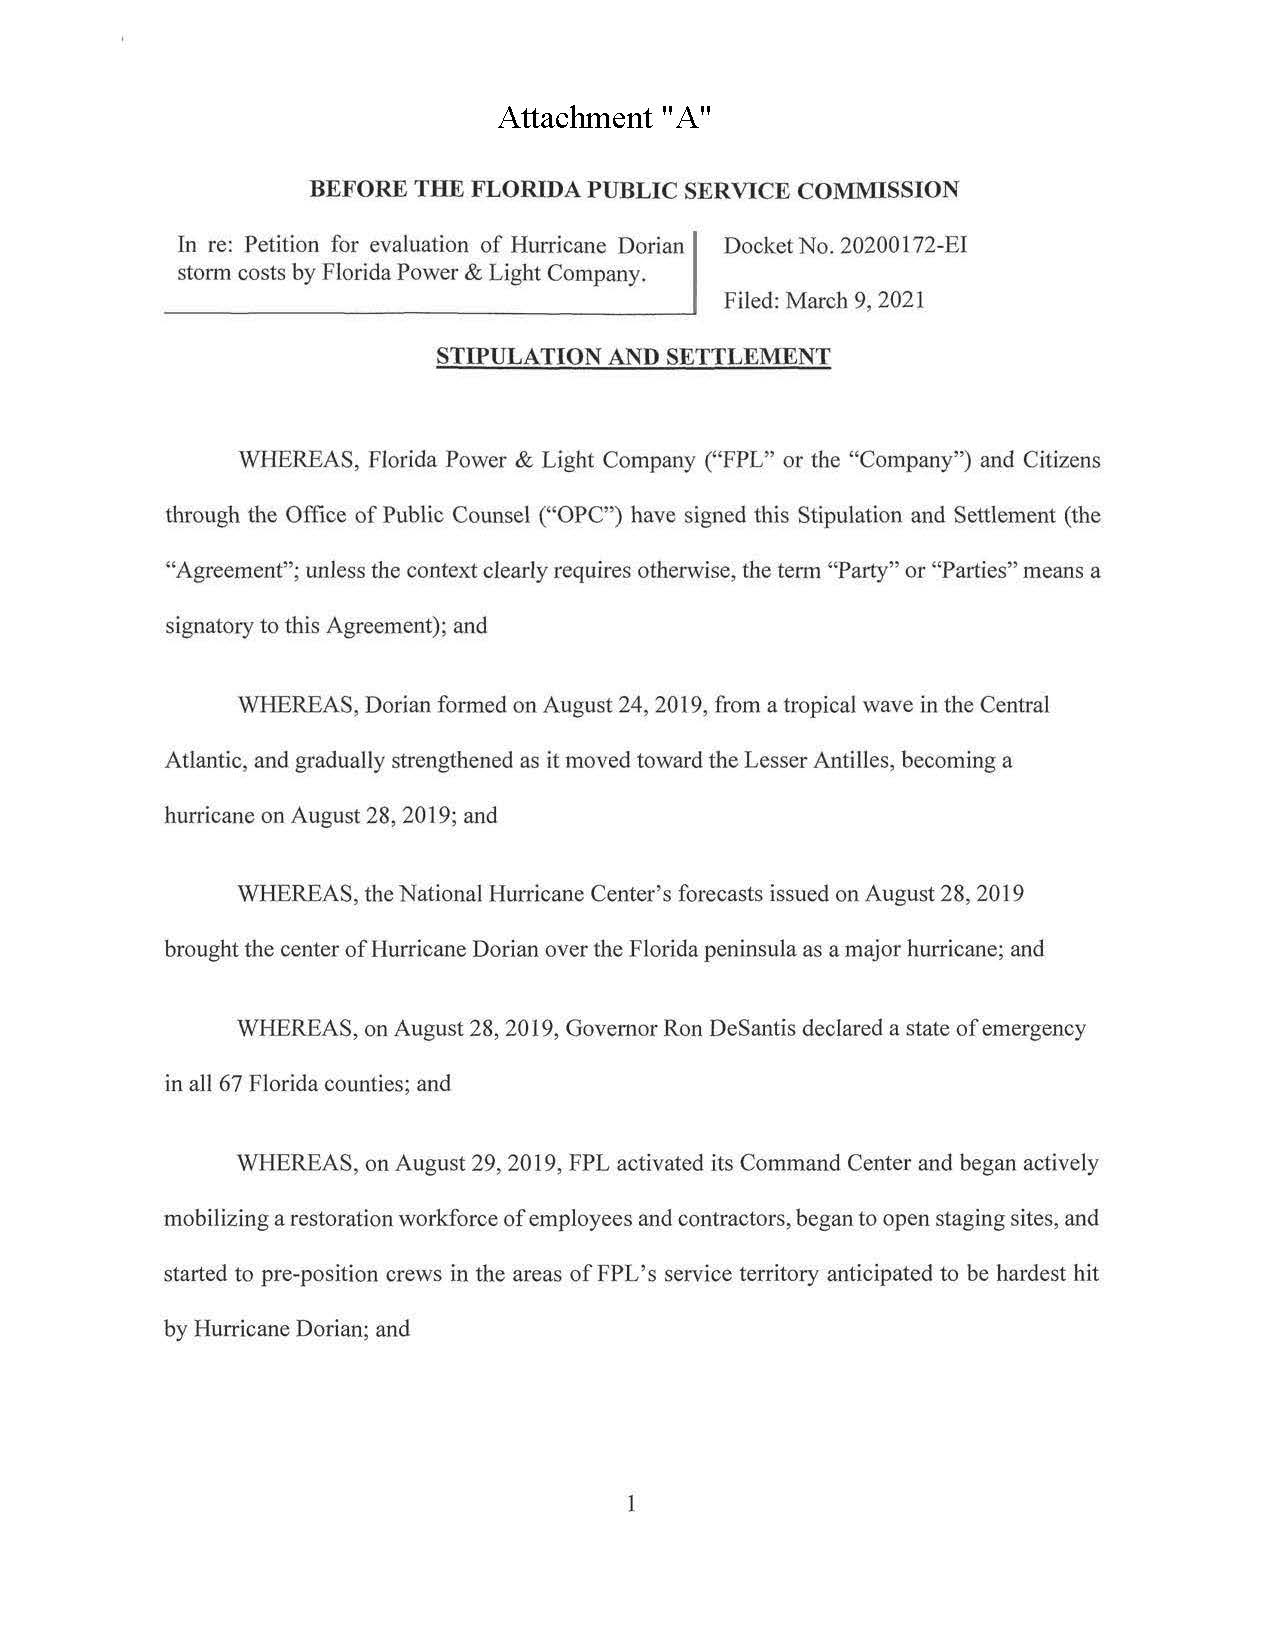 Attachment "A"
BEFORE THE FLORIDA PUBLIC SERVICE COMMISSION
In re: Petition for evaluation of Hurricane Dorian
storm costs by Florida Power & Light Company.
Docket No. 20200172-EI
Filed: March 9, 2021
STIPULATION AND SETTLEMENT
WHEREAS, Florida Power & Light Company (“FPL” or the “Company”) and Citizens
through the Office of Public Counsel (“OPC”) have signed this Stipulation and Settlement (the
“Agreement”; unless the context clearly requires otherwise, the term “Party” or “Parties” means a
signatory to this Agreement); and
WHEREAS, Dorian formed on August 24, 2019, from a tropical wave in the Central
Atlantic, and gradually strengthened as it moved toward the Lesser Antilles, becoming a
hurricane on August 28, 2019; and
WHEREAS, the National Hurricane Center’s forecasts issued on August 28, 2019
brought the center of Hurricane Dorian over the Florida peninsula as a major hurricane; and
WHEREAS, on August 28, 2019, Governor Ron DeSantis declared a state of emergency
in all 67 Florida counties; and
WHEREAS, on August 29, 2019, FPL activated its Command Center and began actively
mobilizing a restoration workforce of employees and contractors, began to open staging sites, and
started to pre-position crews in the areas of FPL’s service territory anticipated to be hardest hit
by Hurricane Dorian; and
1